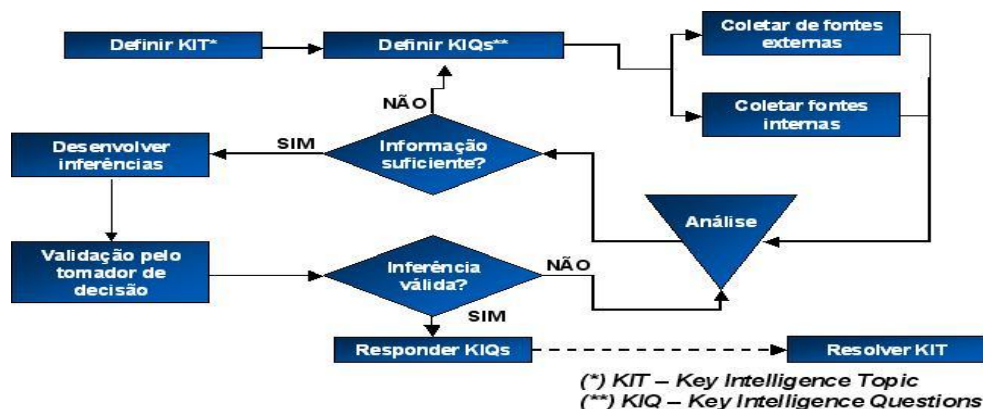 Definir KIT*
Definir KIQs**
Coletar de fontes
externas
Coletar fontes
internas
NÃO
Informação
suficiente?
SIM
Desenvolver
inferências
Análise
Validação pelo
tomador de
decisão
Inferência
válida?
NÃO
SIM
Responder KIQs
Resolver KIT
(*) KIT – Key Intelligence Topic
(**) KIQ – Key Intelligence Questions